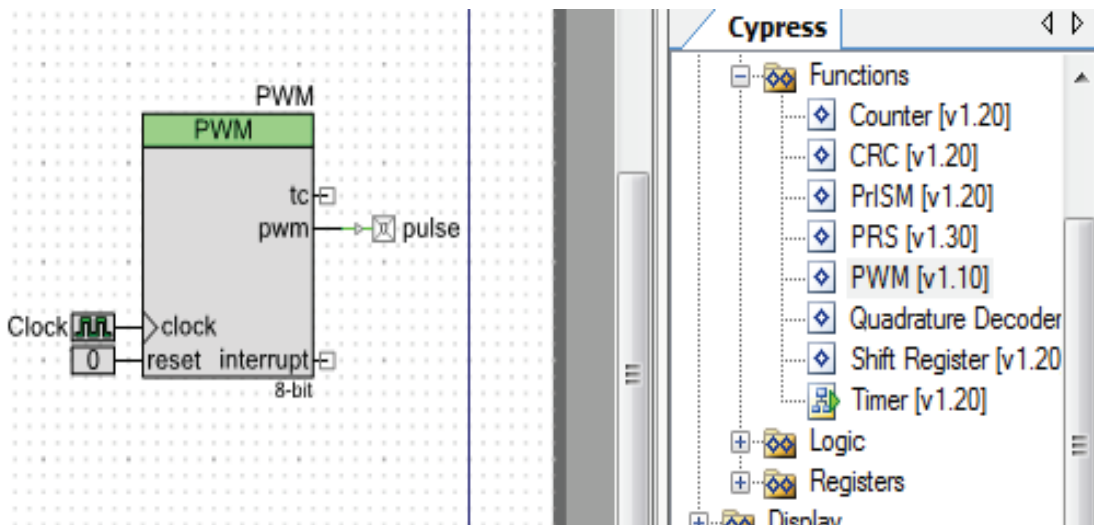 PWM
PWM
tc
pwm
pulse
Clock
clock
0
reset
interrupt
8-bit
Cypress
Functions
Counter [v1.20]
CRC [v1.20]
PrISM [v1.20]
PRS [v1.30]
PWM [v1.10]
Quadrature Decoder
Shift Register [v1.20
Timer [v1.20]
Logic
Registers
Display